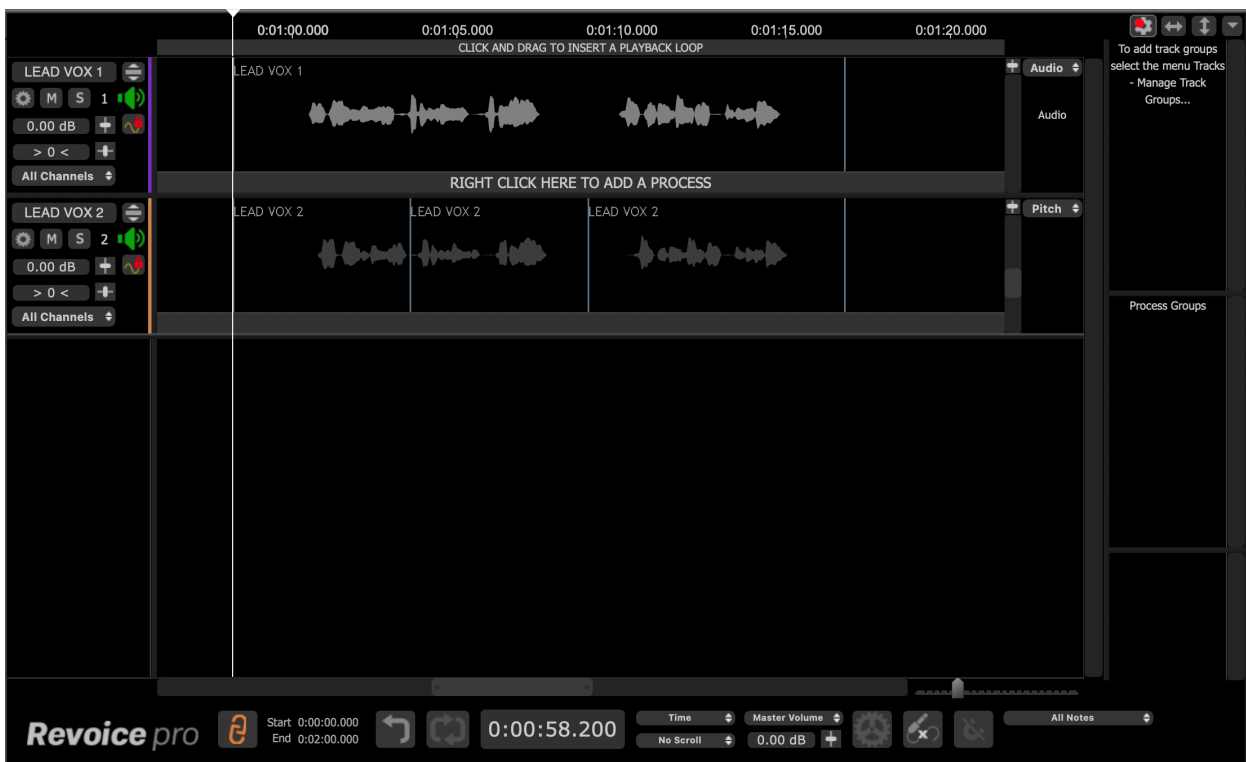 0:01:00.000 0:01:05.000 0:01:10.000 0:01:15.000 0:01:20.000
CLICK AND DRAG TO INSERT A PLAYBACK LOOP
To add track groups
select the menu Tracks
- Manage Track
Groups...
LEAD VOX 1
LEAD VOX 1
Audio
M S 1
Audio
0.00 dB
> 0 <
All Channels
RIGHT CLICK HERE TO ADD A PROCESS
LEAD VOX 2
LEAD VOX 2 LEAD VOX 2 LEAD VOX 2
Pitch
M S 2
0.00 dB
> 0 <
All Channels
Process Groups
Revoice pro
Start 0:00:00.000
End 0:02:00.000
0:00:58.200
Time
No Scroll
Master Volume
0.00 dB
All Notes